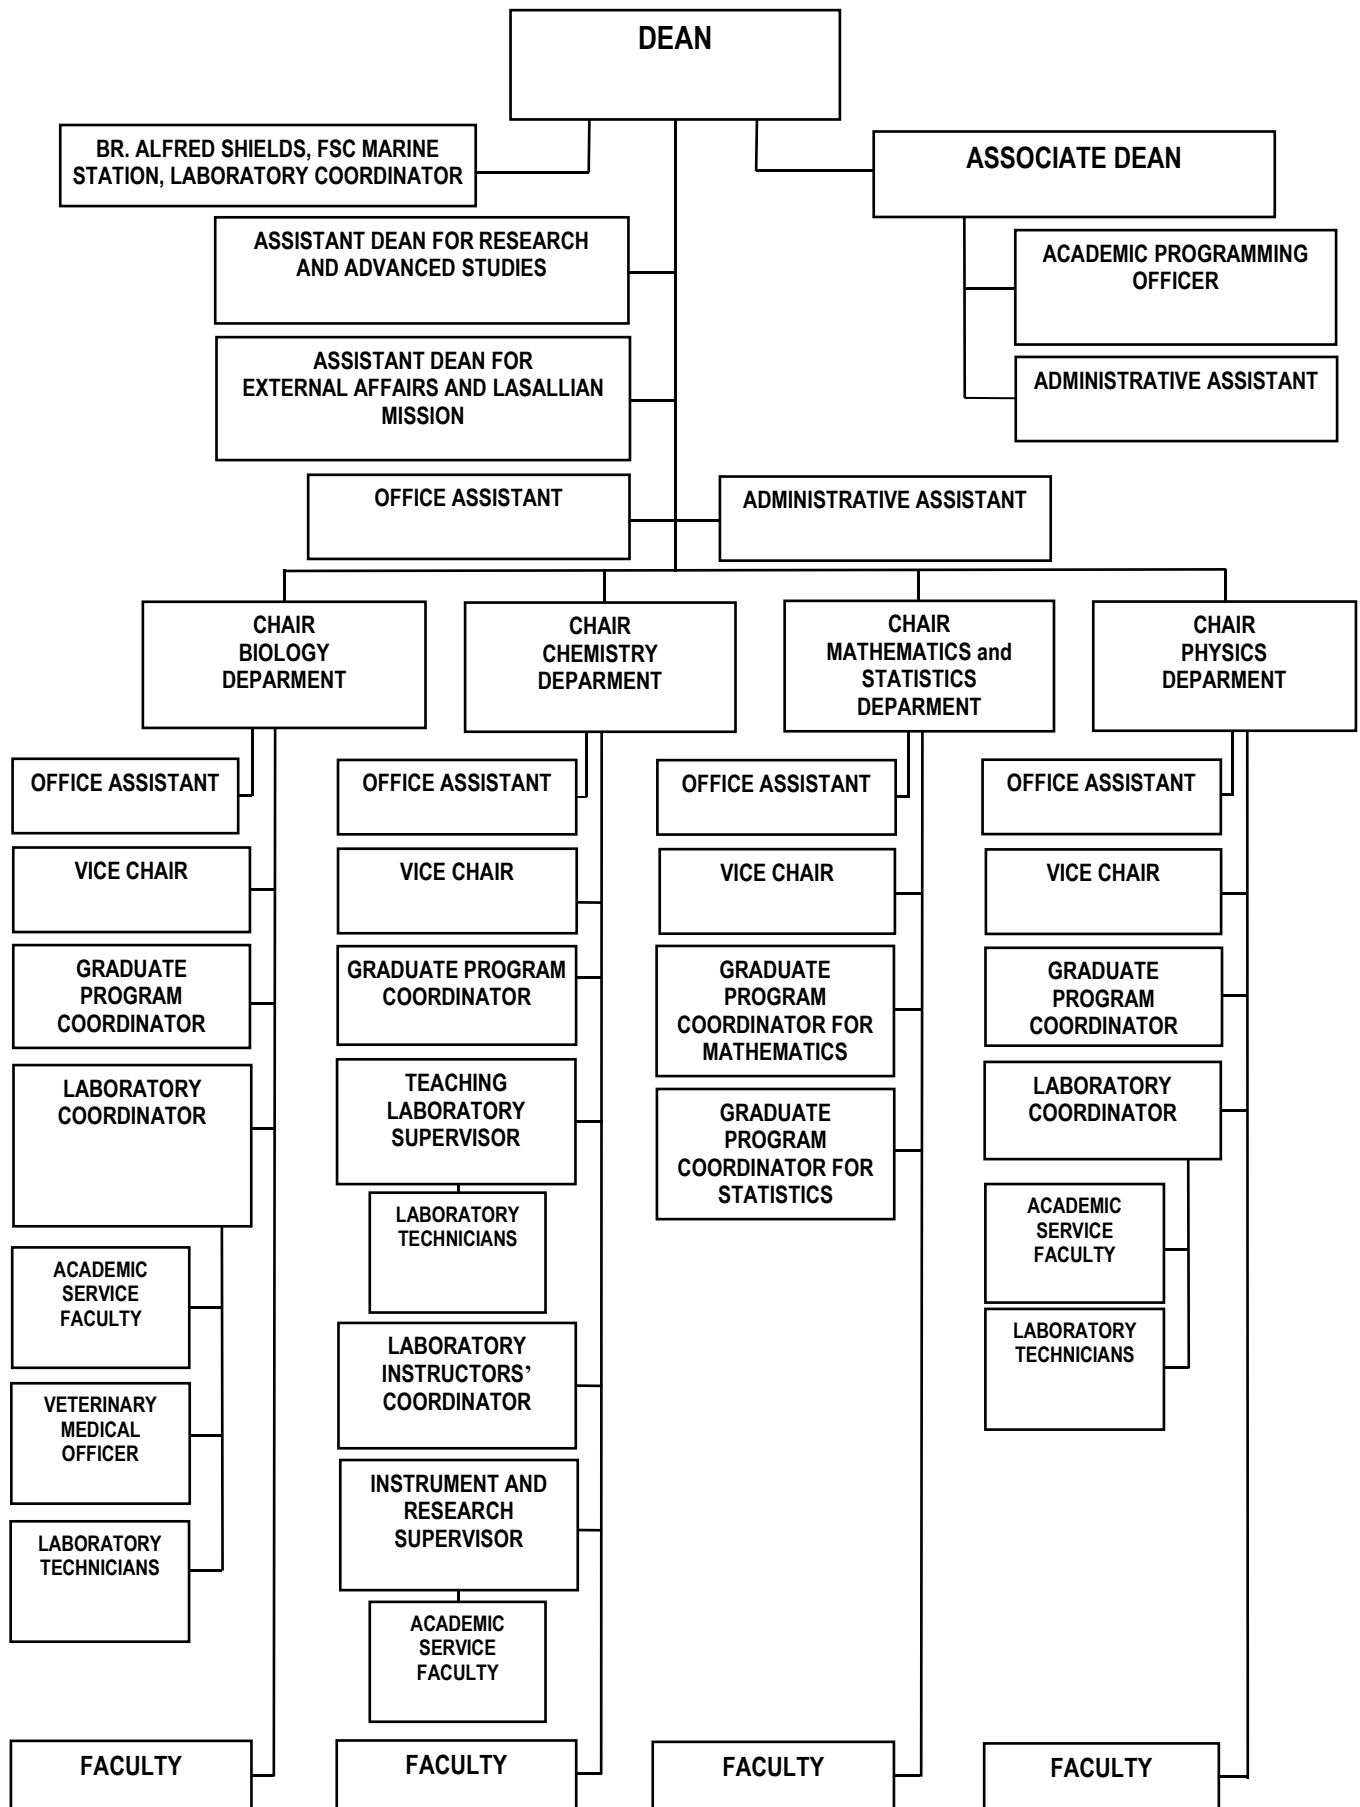 DEAN
BR. ALFRED SHIELDS, FSC MARINE
STATION, LABORATORY COORDINATOR
ASSOCIATE DEAN
ASSISTANT DEAN FOR RESEARCH
AND ADVANCED STUDIES
ACADEMIC PROGRAMMING
OFFICER
ASSISTANT DEAN FOR
EXTERNAL AFFAIRS AND LASALLIAN
MISSION
ADMINISTRATIVE ASSISTANT
OFFICE ASSISTANT
ADMINISTRATIVE ASSISTANT
CHAIR
BIOLOGY
DEPARMENT
CHAIR
CHEMISTRY
DEPARMENT
CHAIR
MATHEMATICS and
STATISTICS
DEPARMENT
CHAIR
PHYSICS
DEPARMENT
OFFICE ASSISTANT
VICE CHAIR
GRADUATE
PROGRAM
COORDINATOR
LABORATORY
COORDINATOR
ACADEMIC
SERVICE
FACULTY
VETERINARY
MEDICAL
OFFICER
LABORATORY
TECHNICIANS
FACULTY
OFFICE ASSISTANT
VICE CHAIR
GRADUATE PROGRAM
COORDINATOR
TEACHING
LABORATORY
SUPERVISOR
LABORATORY
TECHNICIANS
LABORATORY
INSTRUCTORS’
COORDINATOR
INSTRUMENT AND
RESEARCH
SUPERVISOR
ACADEMIC
SERVICE
FACULTY
FACULTY
OFFICE ASSISTANT
VICE CHAIR
GRADUATE
PROGRAM
COORDINATOR FOR
MATHEMATICS
GRADUATE
PROGRAM
COORDINATOR FOR
STATISTICS
FACULTY
OFFICE ASSISTANT
VICE CHAIR
GRADUATE
PROGRAM
COORDINATOR
LABORATORY
COORDINATOR
ACADEMIC
SERVICE
FACULTY
LABORATORY
TECHNICIANS
FACULTY